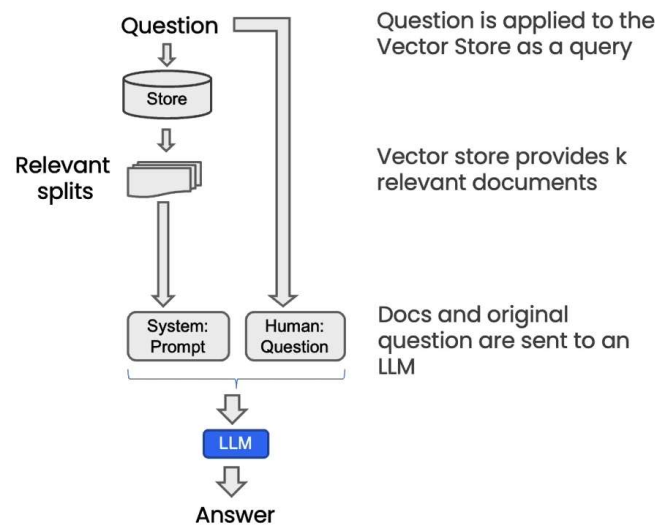 Question
Question is applied to the
Vector Store as a query
Store
Relevant
splits
Vector store provides k
relevant documents
System:
Prompt
Human:
Question
Docs and original
question are sent to an
LLM
LLM
Answer